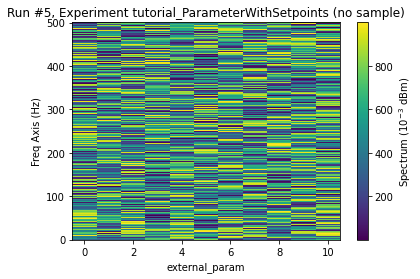 Run #5, Experiment tutorial_ParameterWithSetpoints (no sample)
500
400
300
200
100
0
Freq Axis (Hz)
0 2 4 6 8 10
external_param
800
600
400
200
Spectrum (10⁻³ dBm)